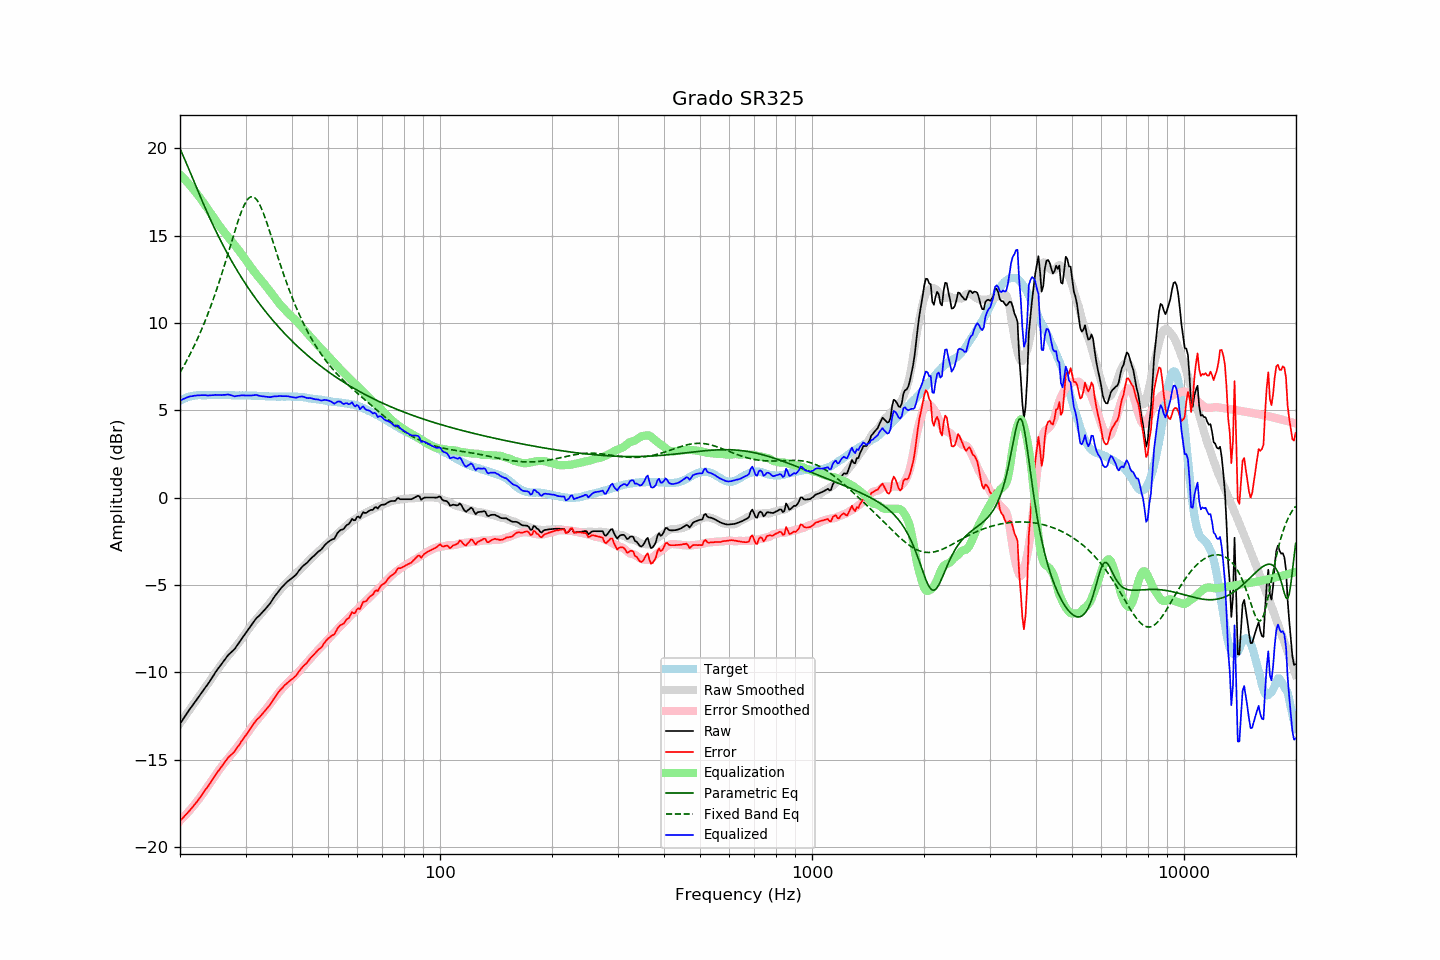 Grado SR325
20
15
10
5
0
−5
−10
−15
−20
Amplitude (dBr)
100
1000
10000
Frequency (Hz)
Target
Raw Smoothed
Error Smoothed
Raw
Error
Equalization
Parametric Eq
Fixed Band Eq
Equalized